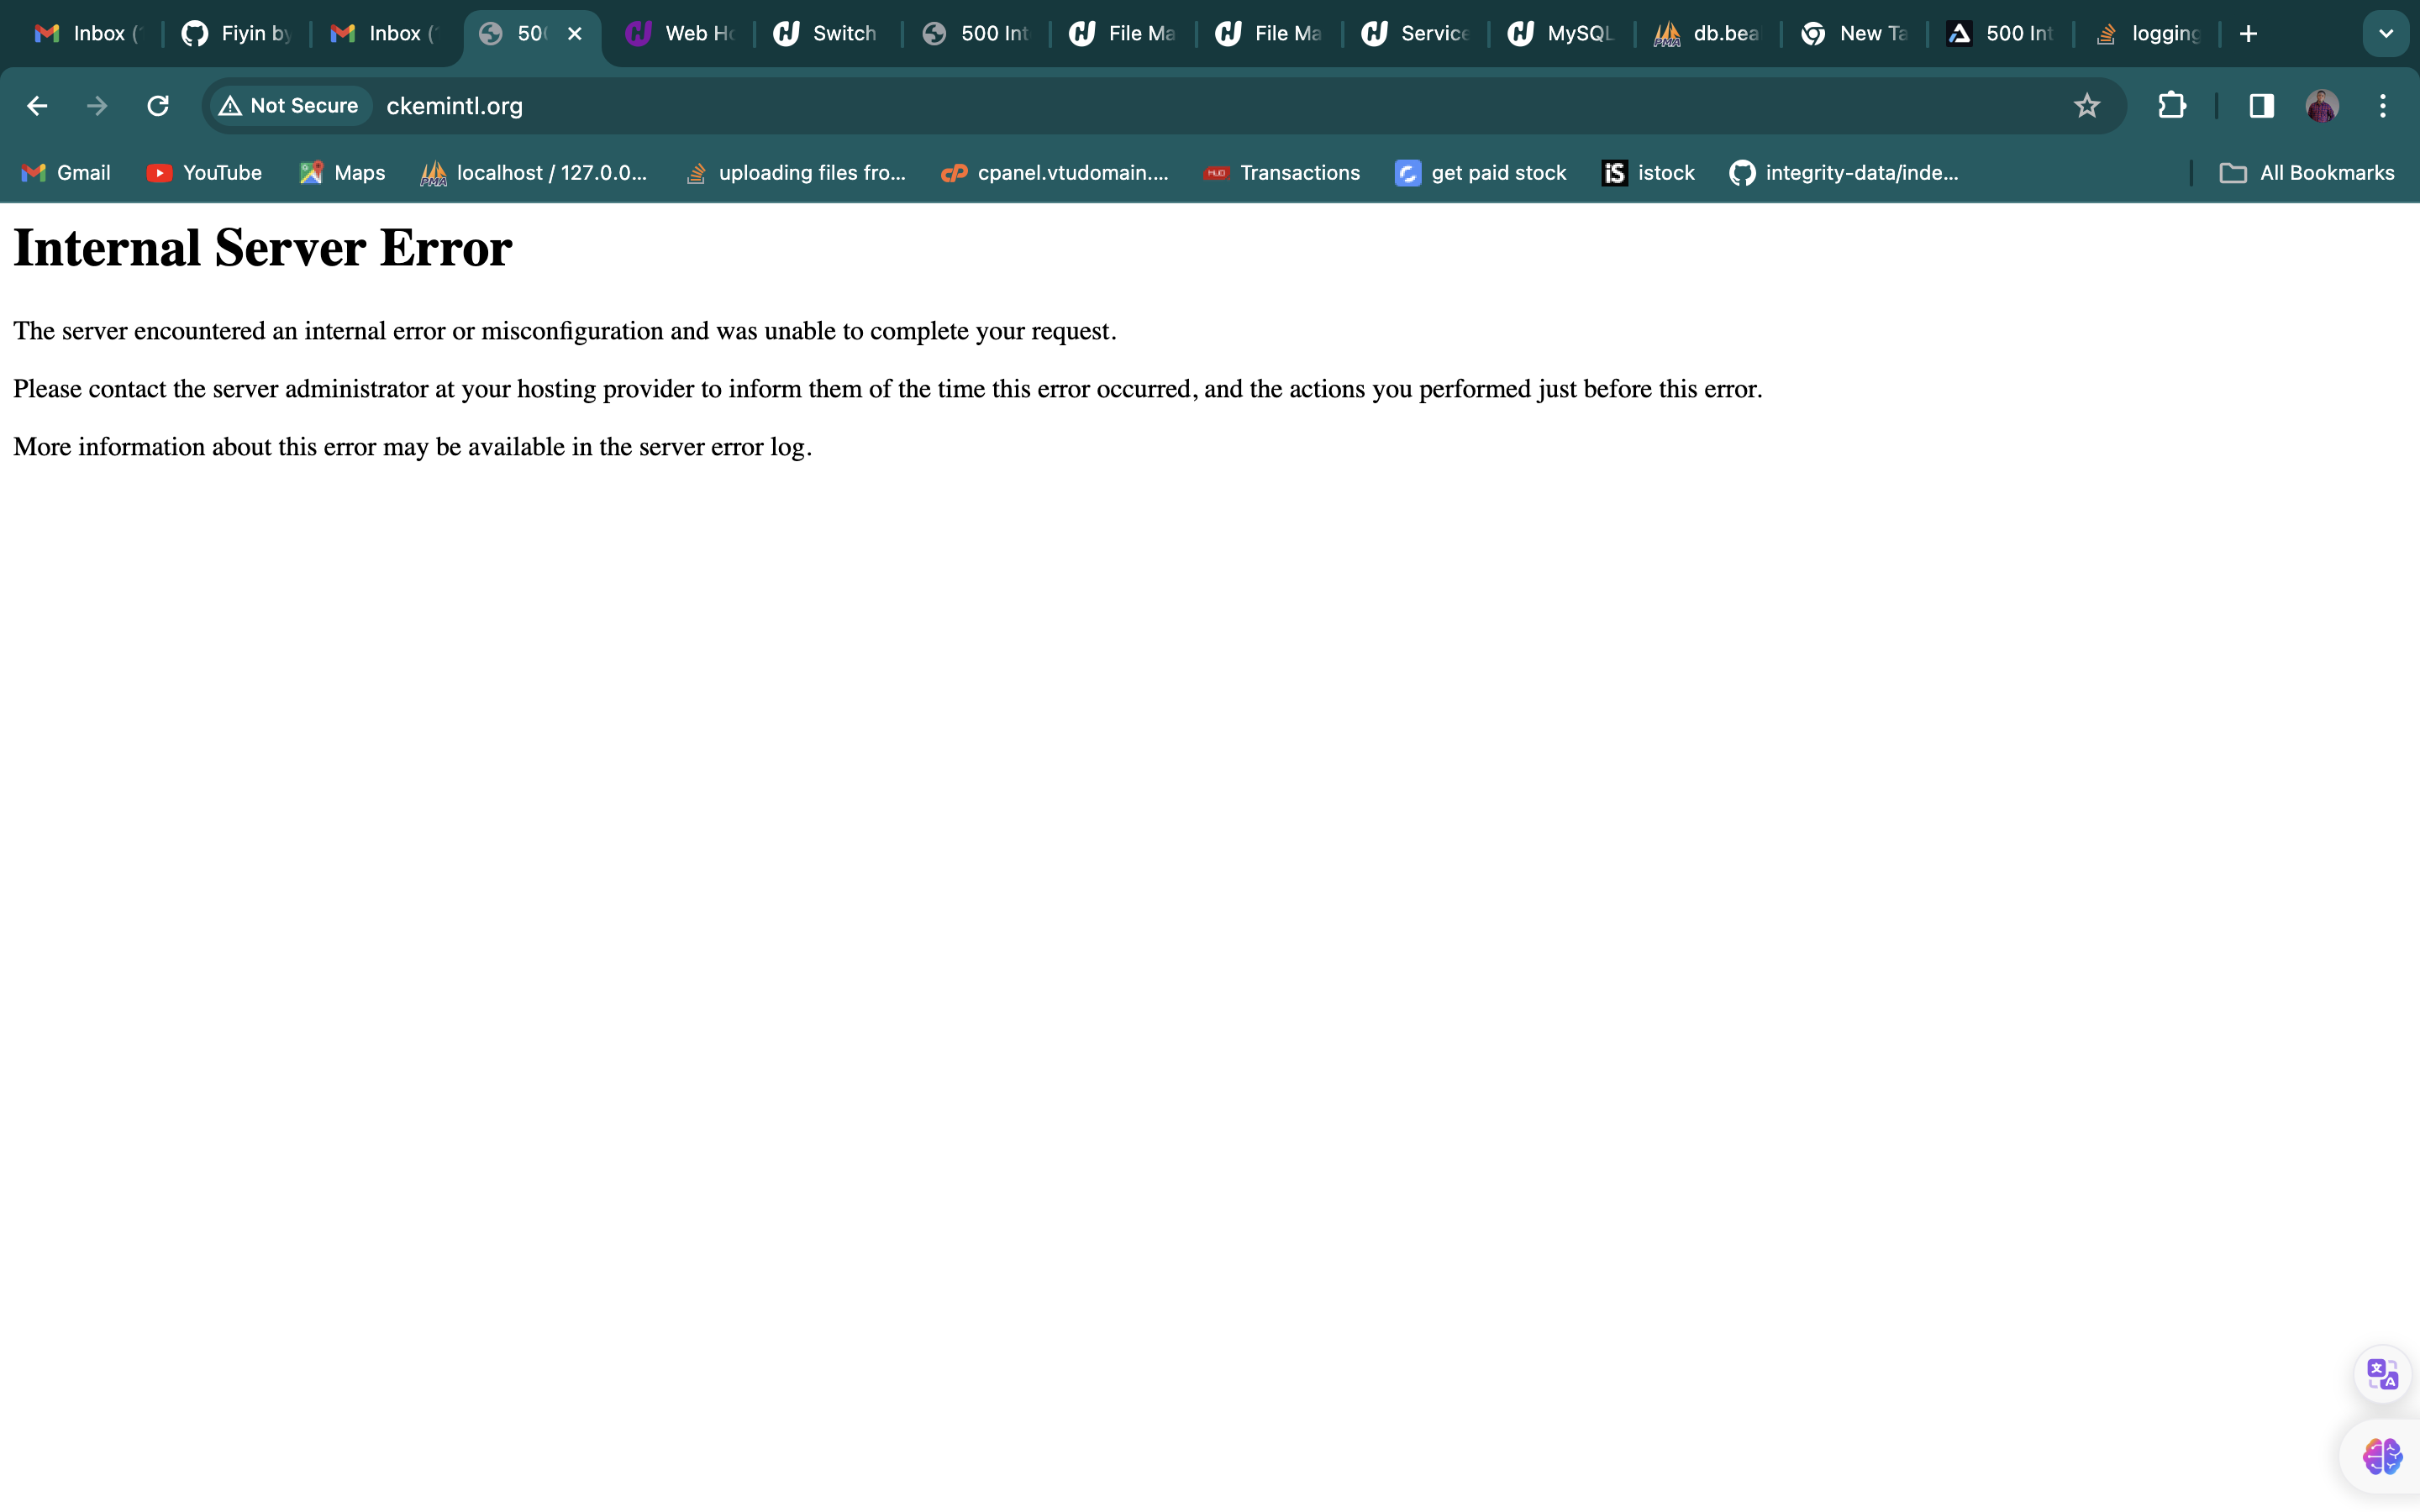 Inbox (
Fiyin by
Inbox (
50
Web Ho
Switch
500 Int
File Ma
File Ma
Service
MySQL
db.bea
New Ta
500 Int
logging
Not Secure
ckemintl.org
Gmail
YouTube
Maps
localhost / 127.0.0...
uploading files fro...
cP
cpanel.vtudomain....
Transactions
get paid stock
iS
istock
integrity-data/inde...
All Bookmarks
Internal Server Error
The server encountered an internal error or misconfiguration and was unable to complete your request.
Please contact the server administrator at your hosting provider to inform them of the time this error occurred, and the actions you performed just before this error.
More information about this error may be available in the server error log.